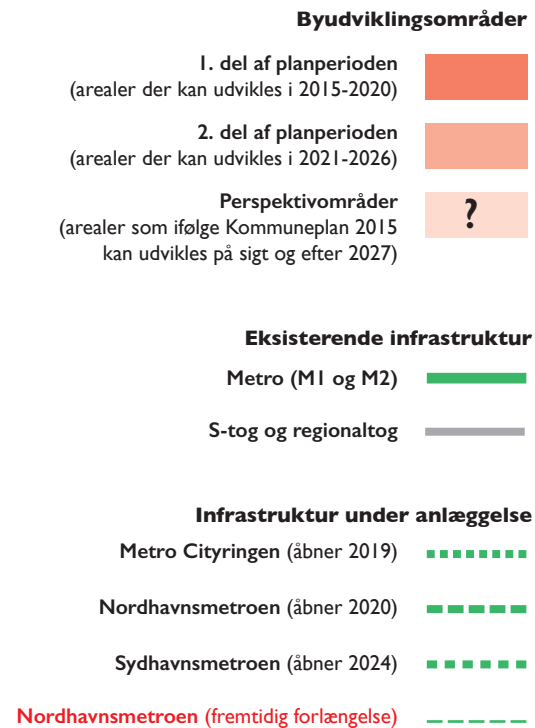 Byudviklingsområder
1. del af planperioden
(arealer der kan udvikles i 2015-2020)
2. del af planperioden
(arealer der kan udvikles i 2021-2026)
Perspektivområder
(arealer som ifølge Kommuneplan 2015
kan udvikles på sigt og efter 2027)
?
Eksisterende infrastruktur
Metro (M1 og M2)
S-tog og regionaltog
Infrastruktur under anlæggelse
Metro Cityringen (åbner 2019)
Nordhavnsmetroen (åbner 2020)
Sydhavnsmetroen (åbner 2024)
Nordhavnsmetroen (fremtidig forlængelse)